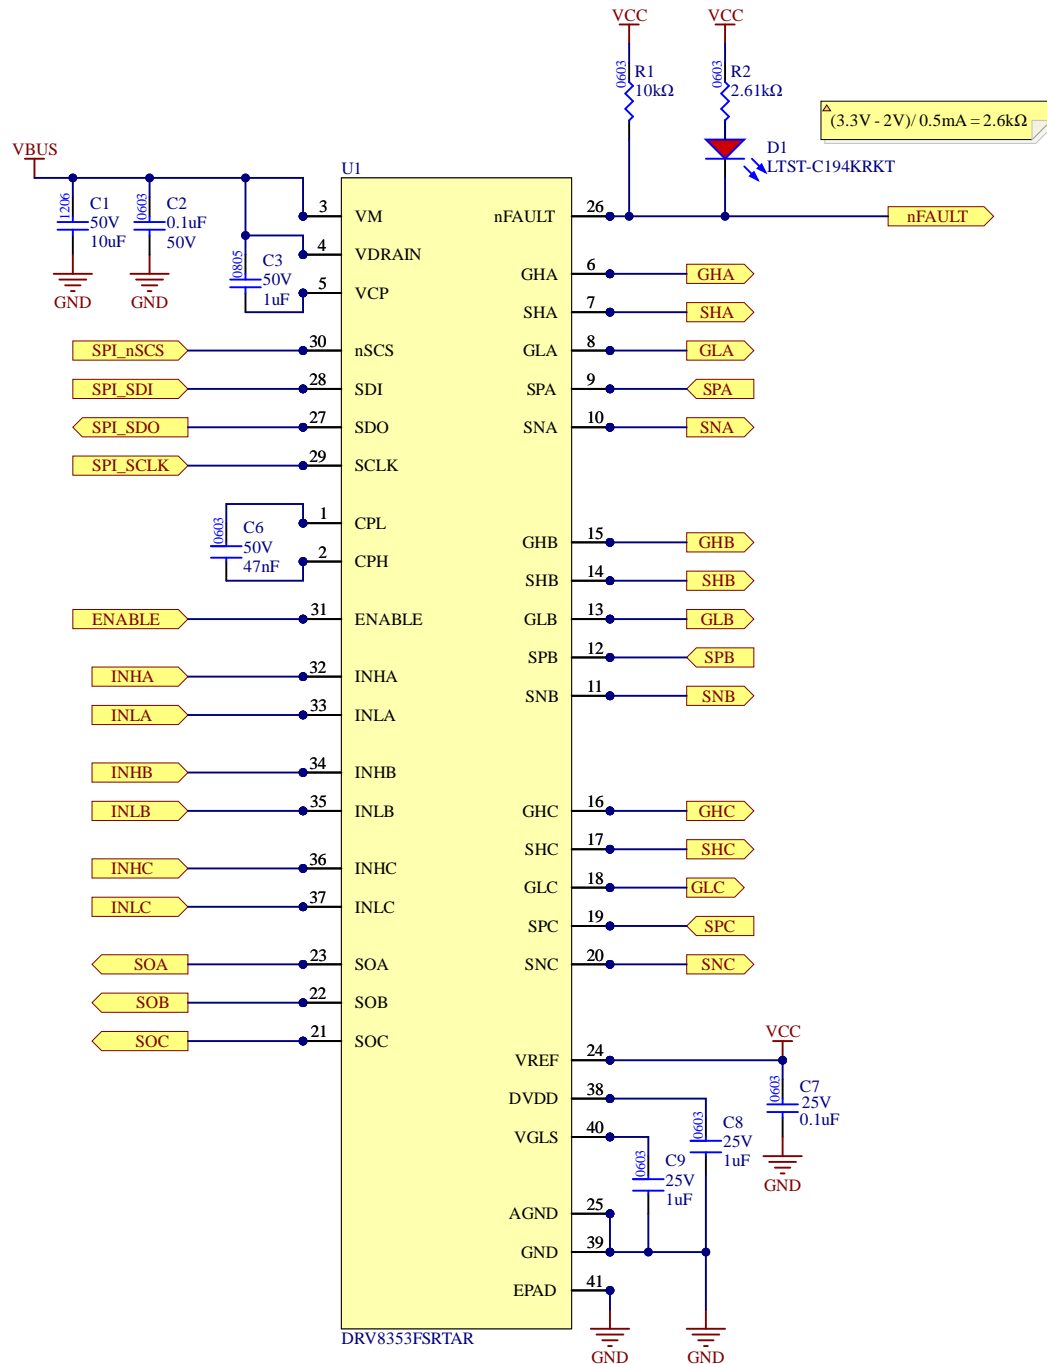 VCC
VCC
0603
R1
10kΩ
0603
R2
2.61kΩ
(3.3V - 2V)/ 0.5mA = 2.6kΩ
D1
LTST-C194KRKT
VBUS
U1
1206
C1
50V
10uF
0603
C2
0.1uF
50V
GND
GND
0805
C3
50V
1uF
3
VM
4
VDRAIN
5
VCP
nFAULT
26
nFAULT
GHA
6
GHA
SHA
7
SHA
SPI_nSCS
30
nSCS
GLA
8
GLA
SPI_SDI
28
SDI
SPA
9
SPA
SPI_SDO
27
SDO
SNA
10
SNA
SPI_SCLK
29
SCLK
0603
C6
50V
47nF
1
CPL
2
CPH
GHB
15
GHB
SHB
14
SHB
ENABLE
31
ENABLE
GLB
13
GLB
SPB
12
SPB
INHA
32
INHA
SNB
11
SNB
INLA
33
INLA
INHB
34
INHB
INLB
35
INLB
GHC
16
GHC
SHC
17
SHC
INHC
36
INHC
GLC
18
GLC
INLC
37
INLC
SPC
19
SPC
SOA
23
SOA
SNC
20
SNC
SOB
22
SOB
SOC
21
SOC
VCC
VREF
24
0603
C7
25V
0.1uF
GND
DVDD
38
0603
C8
25V
1uF
VGLS
40
0603
C9
25V
1uF
AGND
25
GND
39
EPAD
41
GND
GND
DRV8353FSRTAR